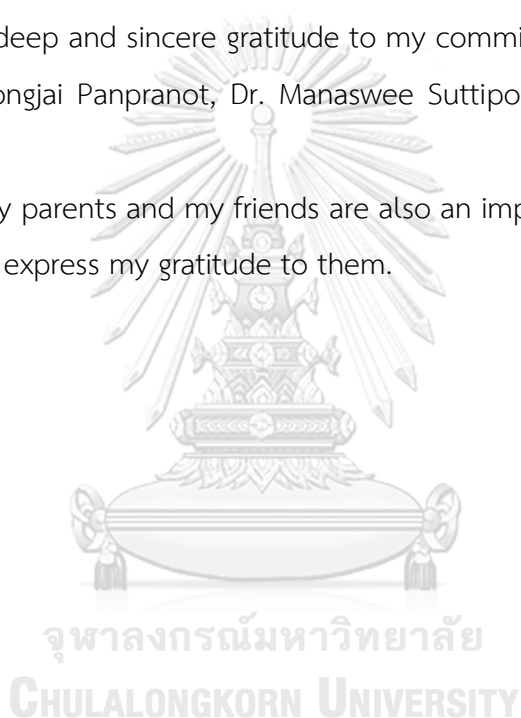 deep and sincere gratitude to my commi
ongjai Panpranot, Dr. Manaswee Suttipo
y parents and my friends are also an imp
express my gratitude to them.
จุฬาลงกรณ์มหาวิทยาลัย
CHULALONGKORN UNIVERSITY